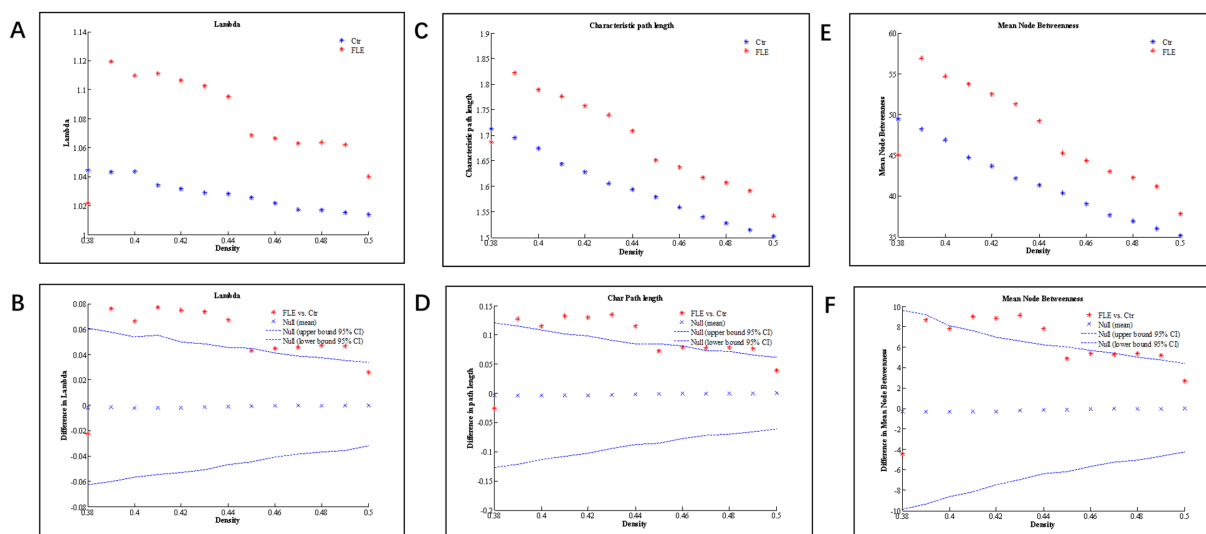 A
Lambda
1.14
1.12
1.1
1.08
1.06
1.04
1.02
1
Lambda
Ctr
FLE
0.38
0.4
0.42
0.44
0.46
0.48
0.5
Density
C
Characteristic path length
1.9
1.85
1.8
1.75
1.7
1.65
1.6
1.55
1.5
Characteristic path length
Ctr
FLE
0.38
0.4
0.42
0.44
0.46
0.48
0.5
Density
E
Mean Node Betweenness
60
55
50
45
40
35
Mean Node Betweenness
Ctr
FLE
0.38
0.4
0.42
0.44
0.46
0.48
0.5
Density
B
Lambda
0.08
0.06
0.04
0.02
0
-0.02
-0.04
-0.06
-0.08
Difference in Lambda
FLE vs. Ctr
Null (mean)
Null (upper bound 95% CI)
Null (lower bound 95% CI)
0.38
0.4
0.42
0.44
0.46
0.48
0.5
Density
D
Char Path length
0.15
0.1
0.05
0
-0.05
-0.1
-0.15
-0.2
Difference in path length
FLE vs. Ctr
Null (mean)
Null (upper bound 95% CI)
Null (lower bound 95% CI)
0.38
0.4
0.42
0.44
0.46
0.48
0.5
Density
F
Mean Node Betweenness
10
8
6
4
2
0
-2
-4
-6
-8
-10
Difference in Mean Node Betweenness
FLE vs. Ctr
Null (mean)
Null (upper bound 95% CI)
Null (lower bound 95% CI)
0.38
0.4
0.42
0.44
0.46
0.48
0.5
Density